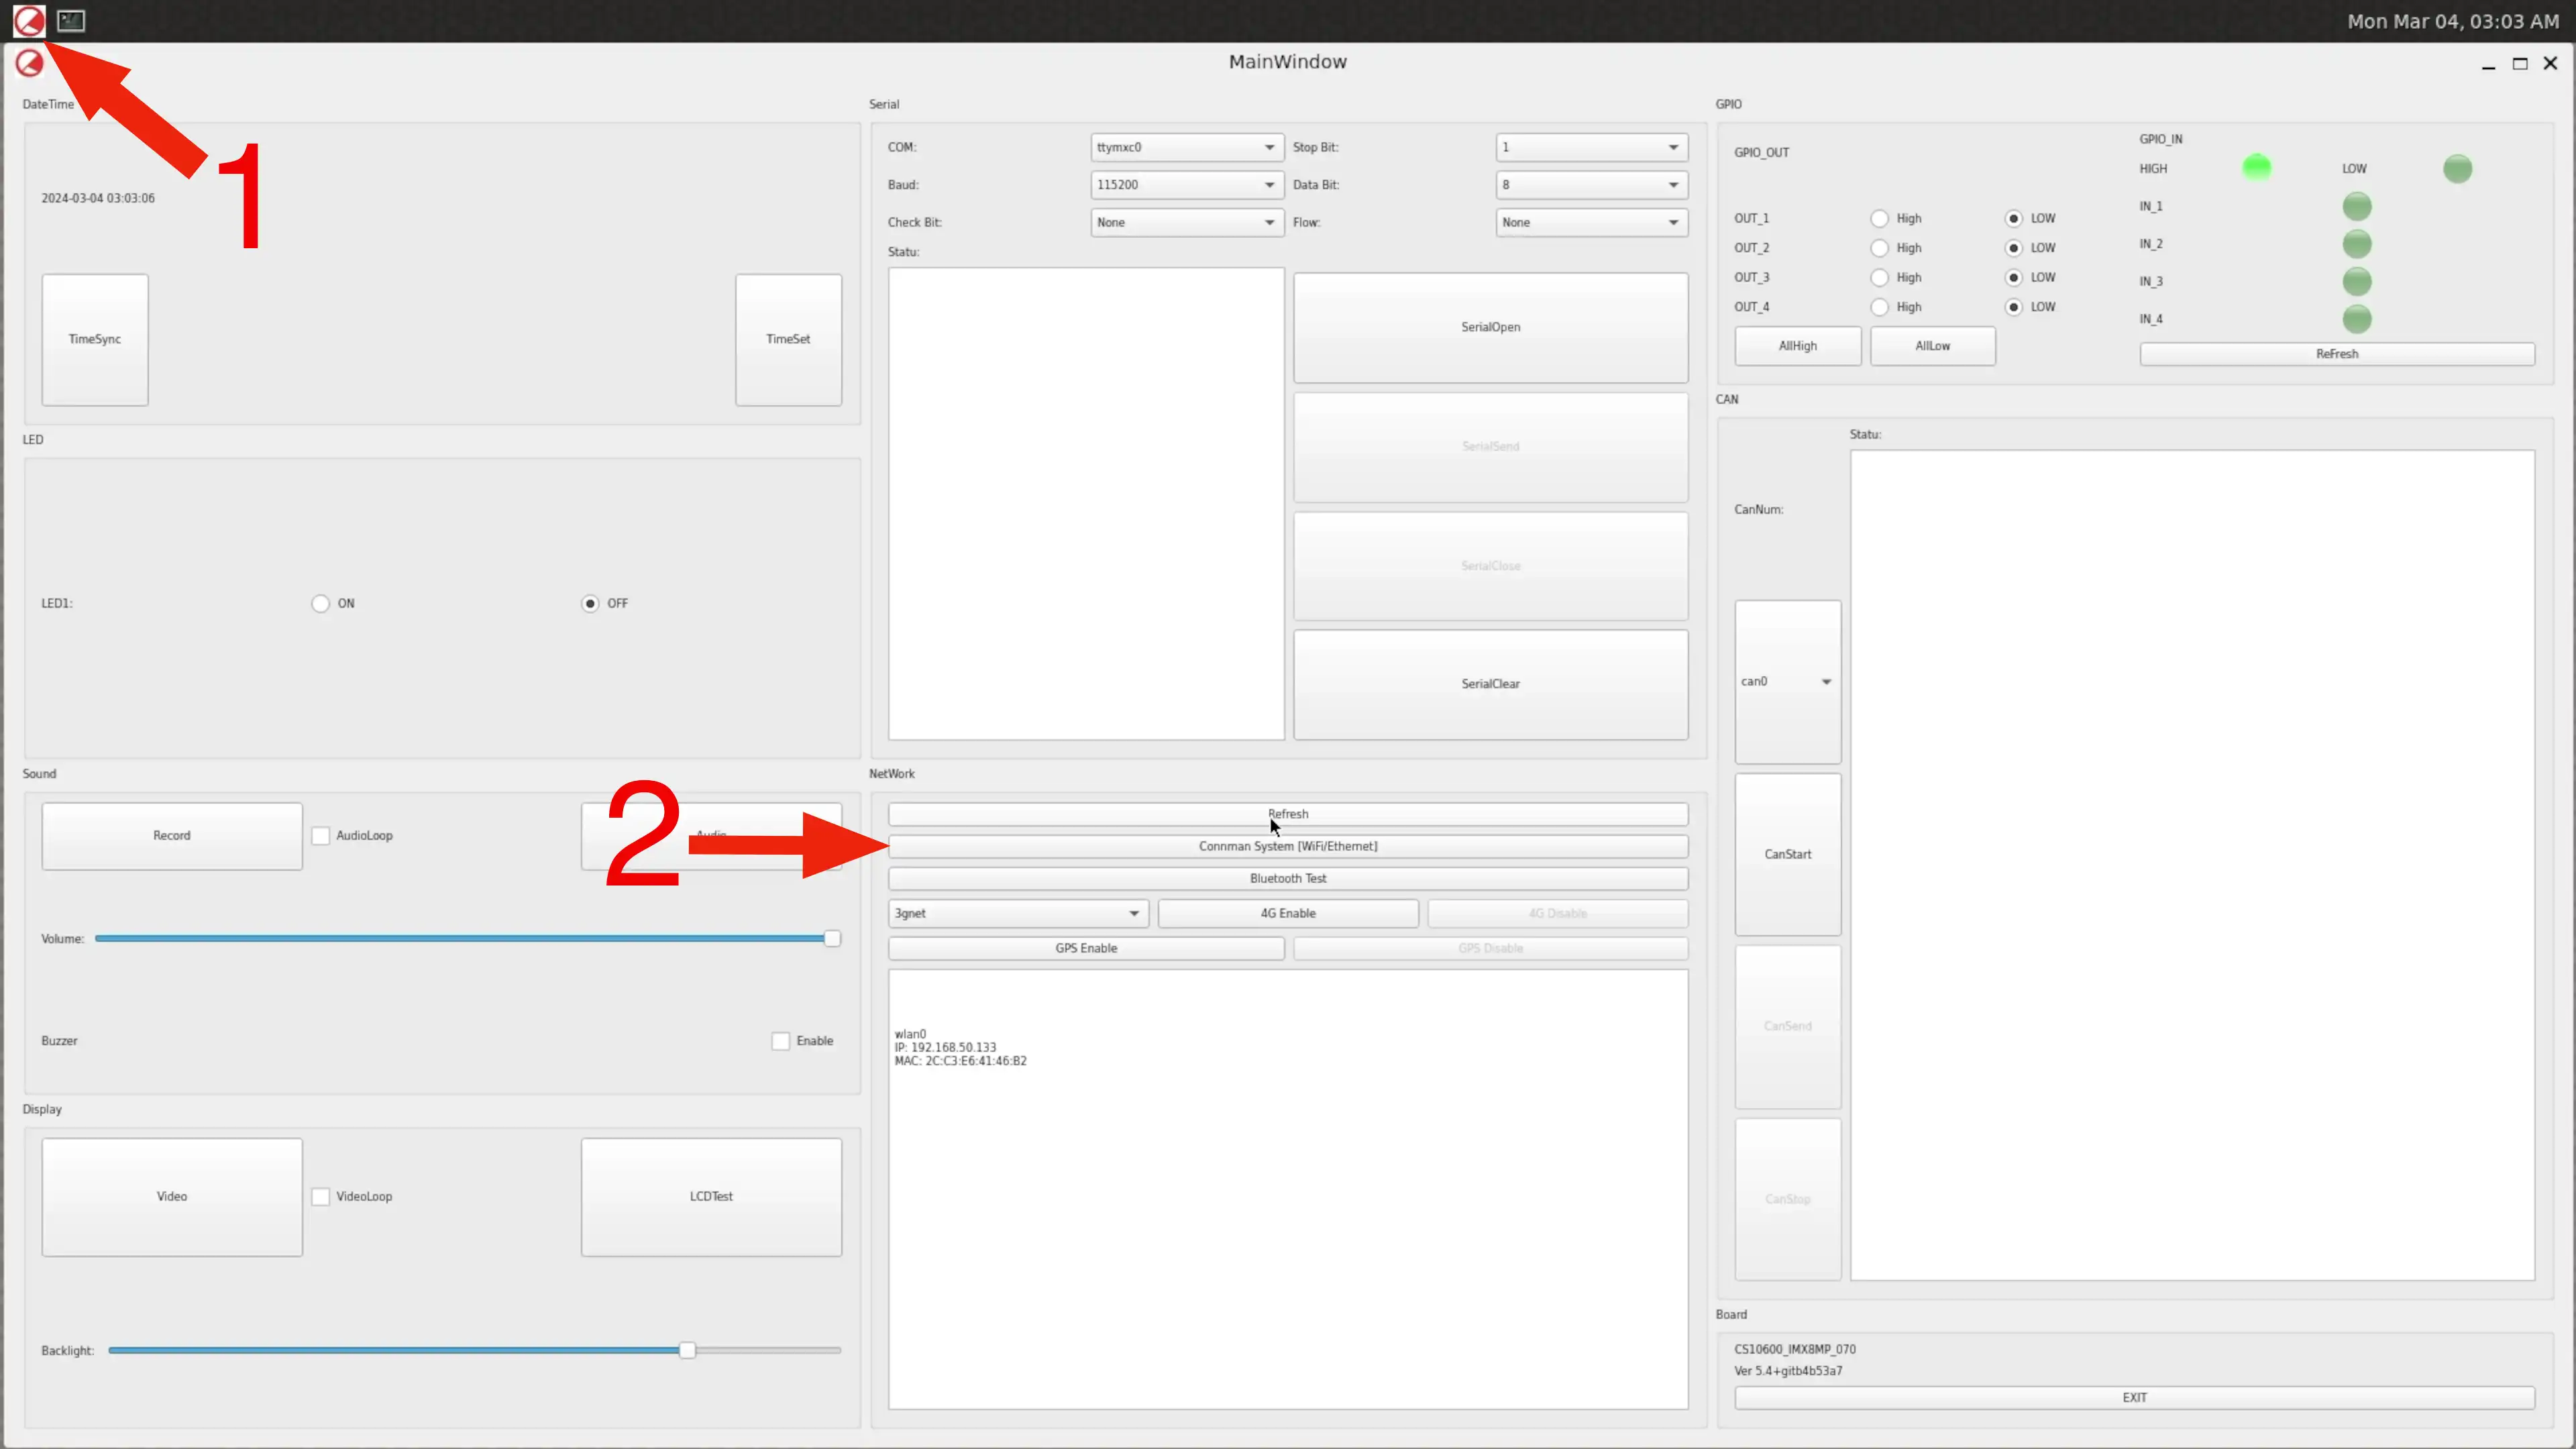 Mon Mar 04, 03:03 AM
MainWindow
DateTime
1
2024-03-04 03:03:06
TimeSync
TimeSet
LED
LED1:
ON
OFF
Sound
Record
AudioLoop
Audio
2
Volume:
Buzzer
Enable
Display
Video
VideoLoop
LCDTest
Backlight:
Serial
COM:
ttymxc0
Stop Bit:
1
Baud:
115200
Data Bit:
8
Check Bit:
None
Flow:
None
Statu:
SerialOpen
SerialSend
SerialClose
SerialClear
NetWork
Refresh
Connman System [WiFi/Ethernet]
Bluetooth Test
3gnet
4G Enable
4G Disable
GPS Enable
GPS Disable
wlan0
IP: 192.168.50.133
MAC: 2C:C3:E6:41:46:B2
GPIO
GPIO_OUT
OUT_1
High
LOW
OUT_2
High
LOW
OUT_3
High
LOW
OUT_4
High
LOW
AllHigh
AllLow
GPIO_IN
HIGH
LOW
IN_1
IN_2
IN_3
IN_4
ReFresh
CAN
Statu:
CanNum:
can0
CanStart
CanSend
CanStop
Board
CS10600_IMX8MP_070
Ver 5.4+gitb4b53a7
EXIT